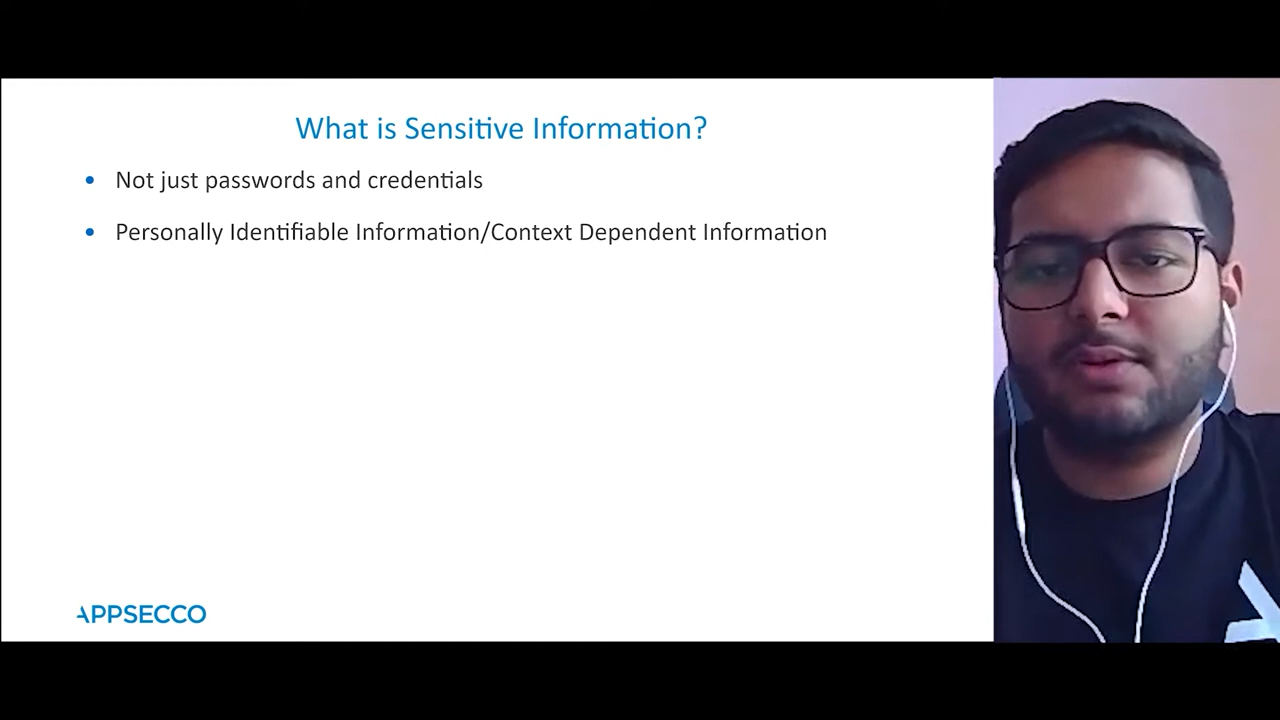 What is Sensitive Information?
• Not just passwords and credentials
• Personally Identifiable Information/Context Dependent Information
APPSECCO